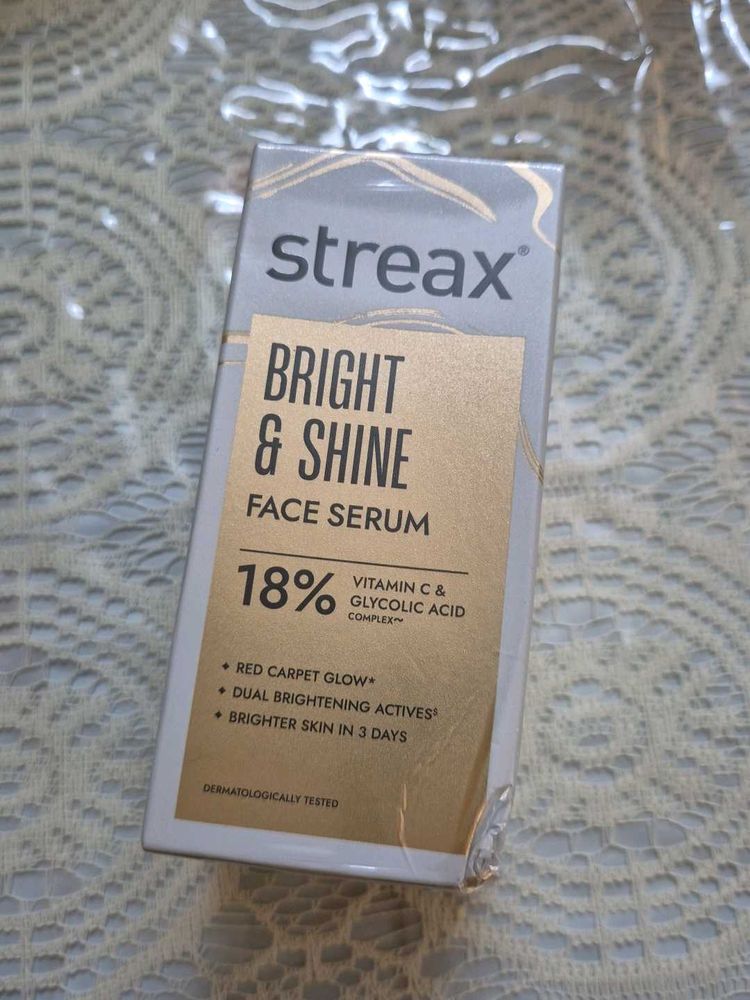 streax®
BRIGHT
& SHINE
FACE SERUM
18% VITAMIN C &
GLYCOLIC ACID
COMPLEX~
✦ RED CARPET GLOW*
✦ DUAL BRIGHTENING ACTIVES$
✦ BRIGHTER SKIN IN 3 DAYS
DERMATOLOGICALLY TESTED